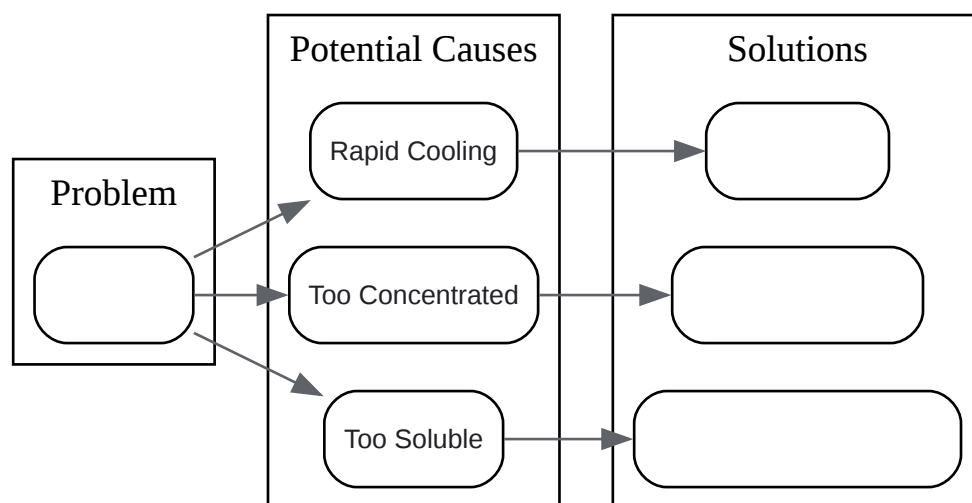 Potential Causes
Solutions
Rapid Cooling
Problem
Too Concentrated
Too Soluble